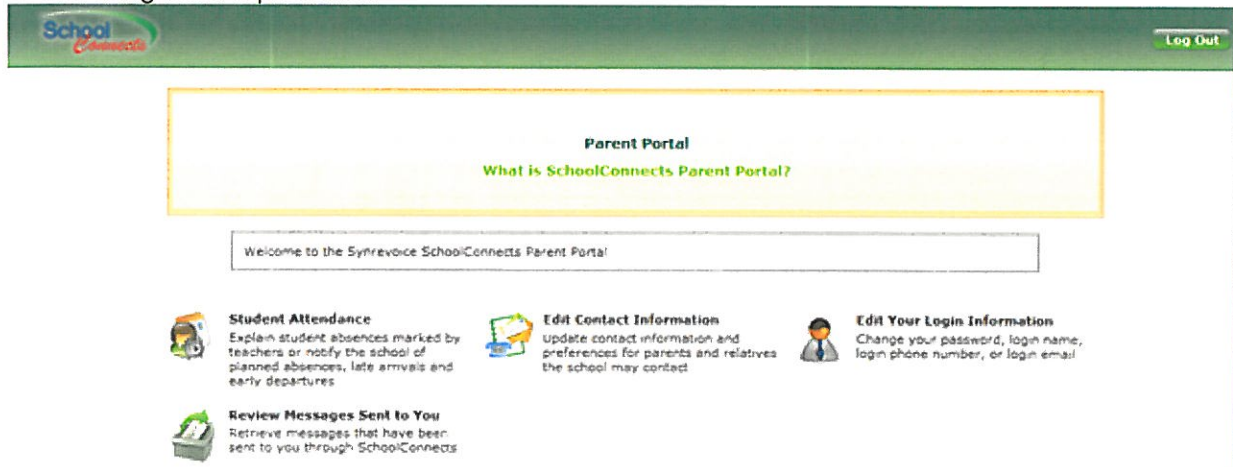 School
Connects
Log Out
Parent Portal
What is SchoolConnects Parent Portal?
Welcome to the Synrevoice SchoolConnects Parent Portal
Student Attendance
Explain student absences marked by
teachers or notify the school of
planned absences, late arrivals and
early departures
Edit Contact Information
Update contact information and
preferences for parents and relatives
the school may contact
Edit Your Login Information
Change your password, login name,
login phone number, or login email
Review Messages Sent to You
Retrieve messages that have been
sent to you through SchoolConnects